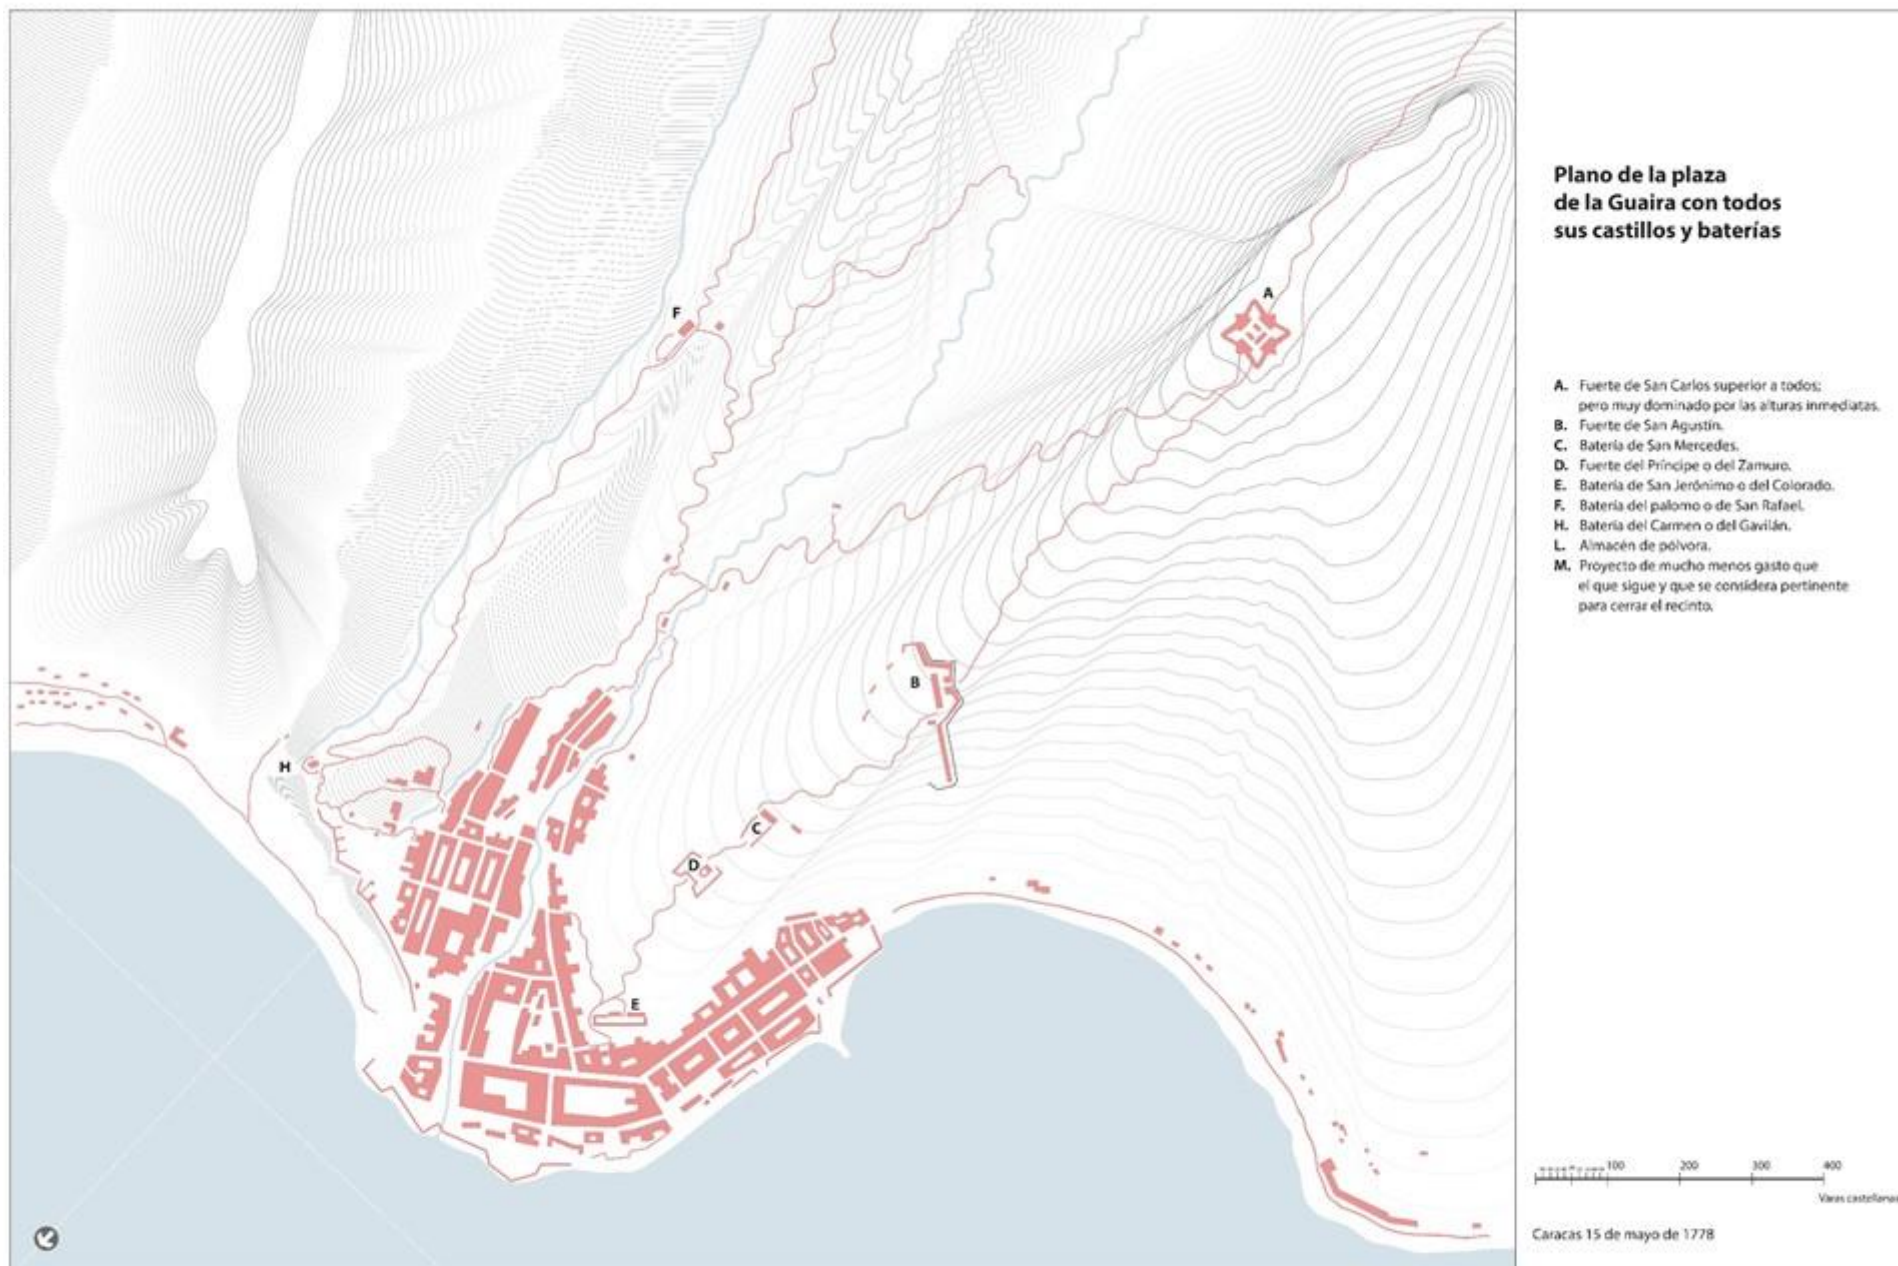 Plano de la plaza
de la Guaira con todos
sus castillos y baterías
A. Fuerte de San Carlos superior a todos;
pero muy dominado por las alturas inmediatas.
B. Fuerte de San Agustín.
C. Batería de San Mercedes.
D. Fuerte del Príncipe o del Zamuro.
E. Batería de San Jerónimo o del Colorado.
F. Batería del palomo o de San Rafael.
H. Batería del Carmen o del Gavilán.
L. Almacén de pólvora.
M. Proyecto de mucho menos gasto que
el que sigue y que se considera pertinente
para cerrar el recinto.
A
F
B
H
C
D
E
100 200 300 400
Varas castellanas
Caracas 15 de mayo de 1778